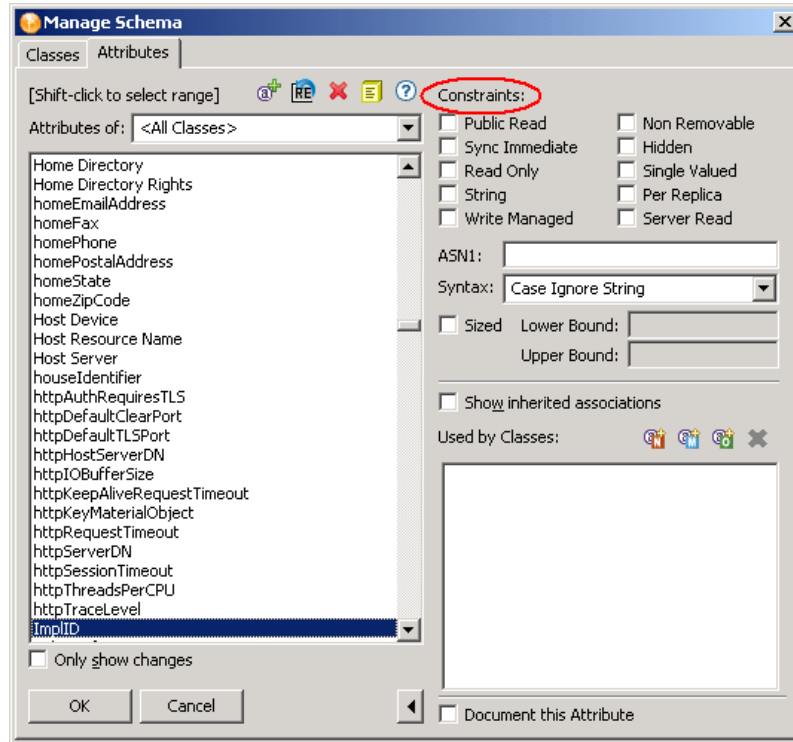 Manage Schema
Classes
Attributes
[Shift-click to select range]
RE
Attributes of: <All Classes>
Home Directory
Home Directory Rights
homeEmailAddress
homeFax
homePhone
homePostalAddress
homeState
homeZipCode
Host Device
Host Resource Name
Host Server
houseIdentifier
httpAuthRequiresTLS
httpDefaultClearPort
httpDefaultTLSPort
httpHostServerDN
httpIOBufferSize
httpKeepAliveRequestTimeout
httpKeyMaterialObject
httpRequestTimeout
httpServerDN
httpSessionTimeout
httpThreadsPerCPU
httpTraceLevel
ImplID
Only show changes
OK
Cancel
Constraints:
Public Read
Non Removable
Sync Immediate
Hidden
Read Only
Single Valued
String
Per Replica
Write Managed
Server Read
ASN1:
Syntax: Case Ignore String
Sized Lower Bound:
Upper Bound:
Show inherited associations
Used by Classes:
Document this Attribute